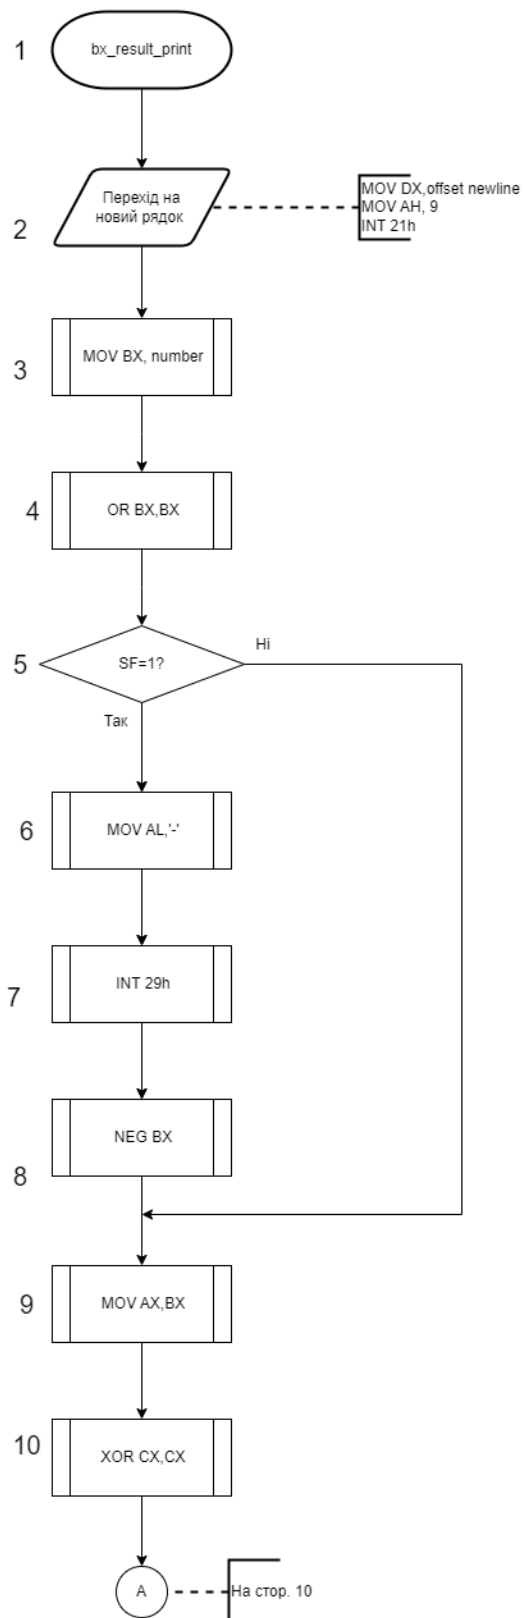 1
bx_result_print
2
Перехід на
новий рядок
MOV DX,offset newline
MOV AH, 9
INT 21h
3
MOV BX, number
4
OR BX,BX
5
SF=1?
Ні
Так
6
MOV AL,'-'
7
INT 29h
8
NEG BX
9
MOV AX,BX
10
XOR CX,CX
A
На стор. 10